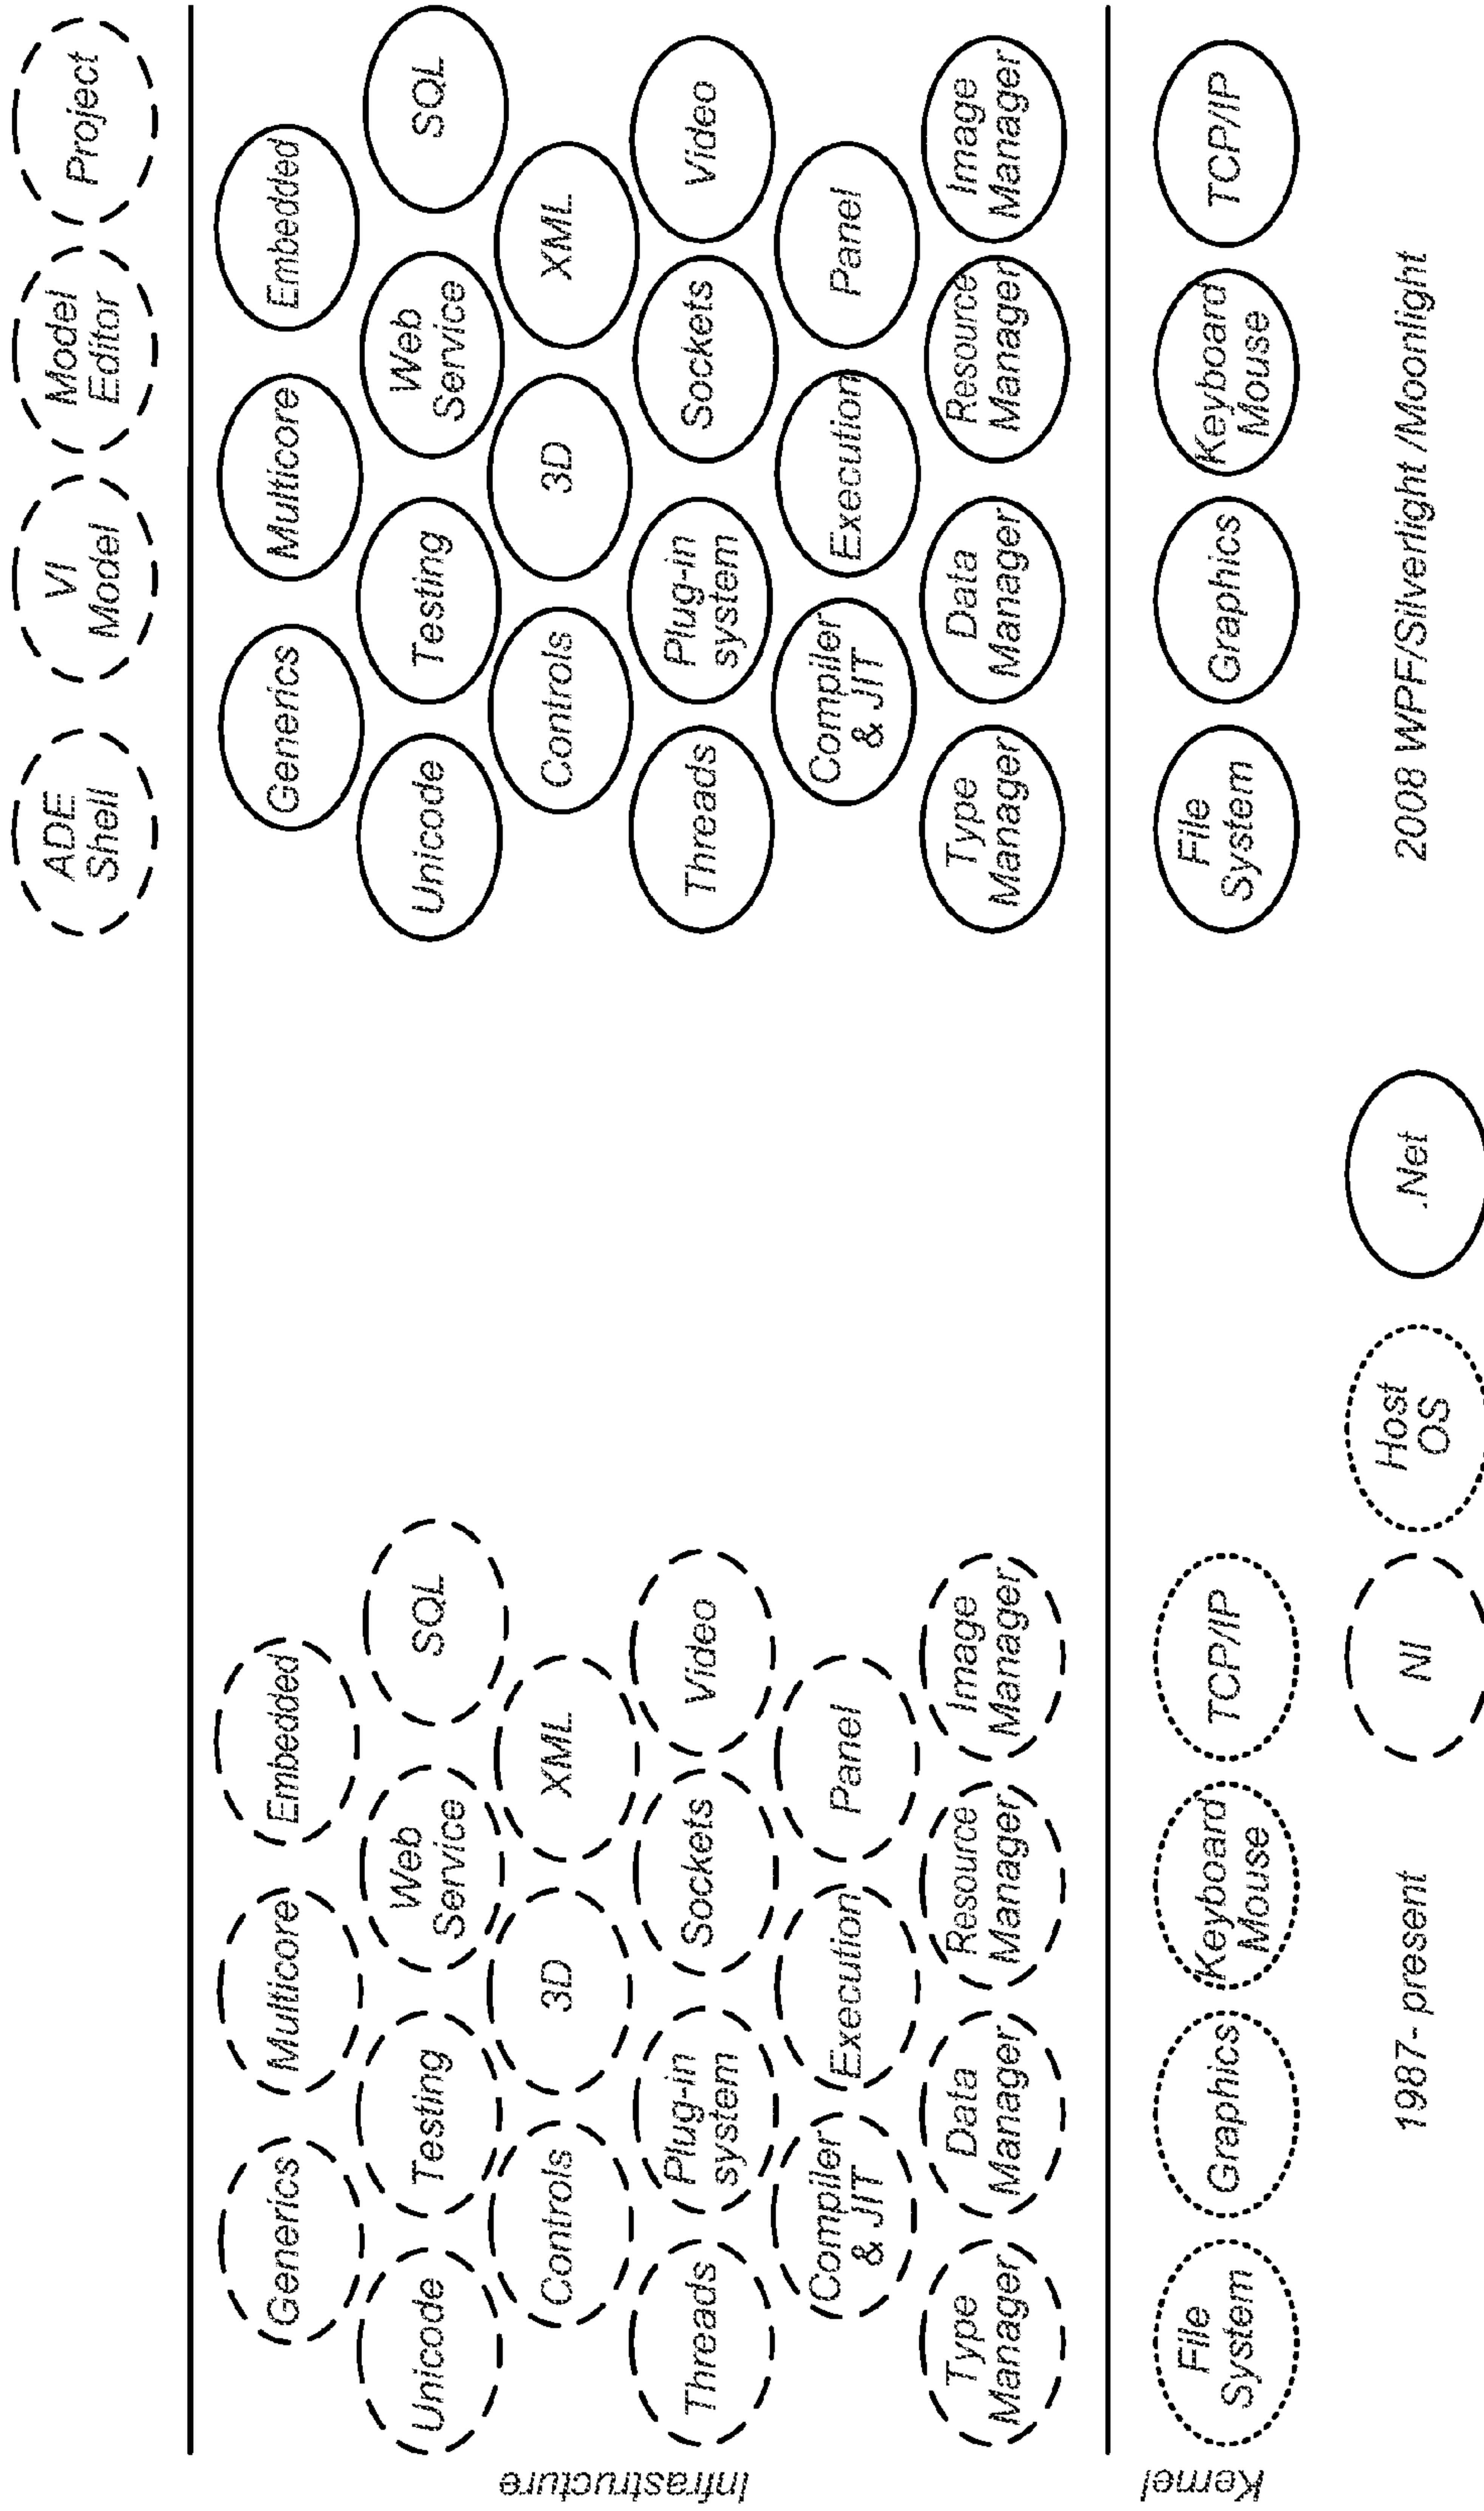 ADE
Shell
VI
Model
Model
Editor
Project
Infrastructure
Generics
Multicore
Embedded
Unicode
Testing
Web
Service
SQL
Controls
3D
XML
Threads
Plug-in
system
Sockets
Video
Compiler
& JIT
Execution
Panel
Type
Manager
Data
Manager
Resource
Manager
Image
Manager
Generics
Multicore
Embedded
Unicode
Testing
Web
Service
SQL
Controls
3D
XML
Threads
Plug-in
system
Sockets
Video
Compiler
& JIT
Execution
Panel
Type
Manager
Data
Manager
Resource
Manager
Image
Manager
Kernel
File
System
Graphics
Keyboard
Mouse
TCP/IP
File
System
Graphics
Keyboard
Mouse
TCP/IP
1987- present
NI
Host
OS
.Net
2008 WPF/Silverlight /Moonlight